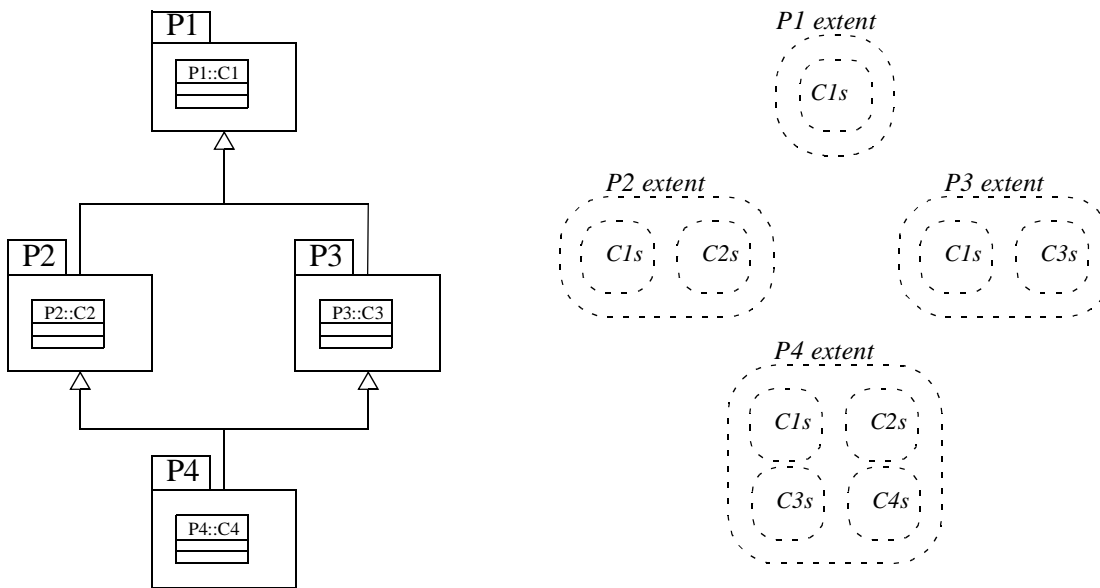 P1
P1::C1
P2
P2::C2
P3
P3::C3
P4
P4::C4
P1 extent
C1s
P2 extent
C1s C2s
P3 extent
C1s C3s
P4 extent
C1s C2s
C3s C4s